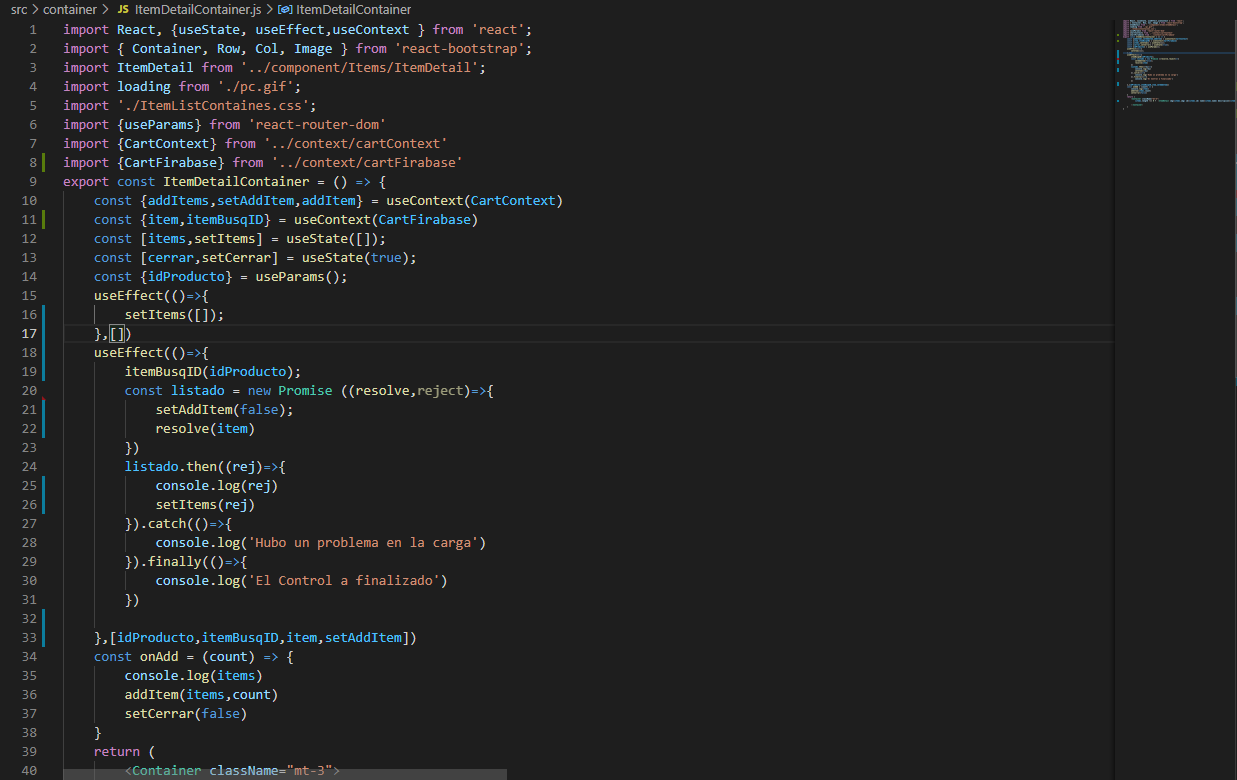 src > container > JS ItemDetailContainer.js > ItemDetailContainer
1 import React, {useState, useEffect,useContext } from 'react';
2 import { Container, Row, Col, Image } from 'react-bootstrap';
3 import ItemDetail from '../component/Items/ItemDetail';
4 import loading from './pc.gif';
5 import './ItemListContaines.css';
6 import {useParams} from 'react-router-dom'
7 import {CartContext} from '../context/cartContext'
8 import {CartFirabase} from '../context/cartFirabase'
9 export const ItemDetailContainer = () => {
10 const {addItems,setAddItem,addItem} = useContext(CartContext)
11 const {item,itemBusqID} = useContext(CartFirabase)
12 const [items,setItems] = useState([]);
13 const [cerrar,setCerrar] = useState(true);
14 const {idProducto} = useParams();
15 useEffect(()=>{
16 setItems([]);
17 },[])
18 useEffect(()=>{
19 itemBusqID(idProducto);
20 const listado = new Promise ((resolve,reject)=>{
21 setAddItem(false);
22 resolve(item)
23 })
24 listado.then((rej)=>{
25 console.log(rej)
26 setItems(rej)
27 }).catch(()=>{
28 console.log('Hubo un problema en la carga')
29 }).finally(()=>{
30 console.log('El Control a finalizado')
31 })
32
33 },[idProducto,itemBusqID,item,setAddItem])
34 const onAdd = (count) => {
35 console.log(items)
36 addItem(items,count)
37 setCerrar(false)
38 }
39 return (
40 <Container className="mt-3">